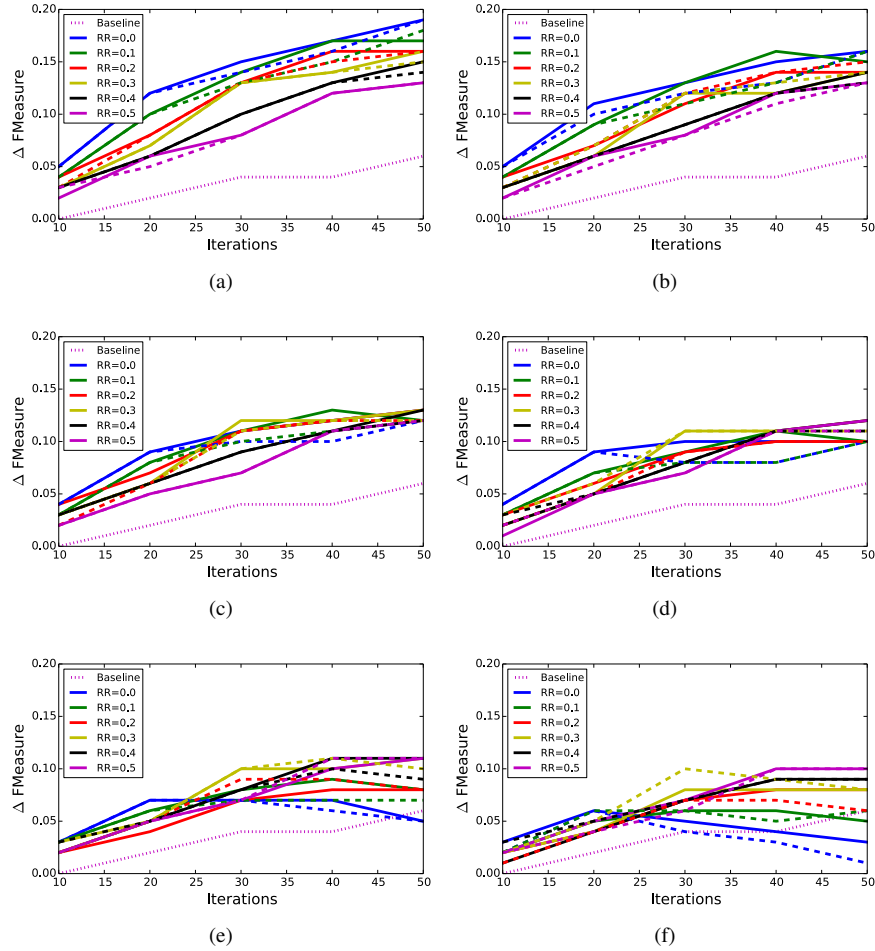 0.20
0.15
0.10
0.05
0.00
Δ FMeasure
Baseline
RR=0.0
RR=0.1
RR=0.2
RR=0.3
RR=0.4
RR=0.5
10 15 20 25 30 35 40 45 50
Iterations
(a)
0.20
0.15
0.10
0.05
0.00
Δ FMeasure
Baseline
RR=0.0
RR=0.1
RR=0.2
RR=0.3
RR=0.4
RR=0.5
10 15 20 25 30 35 40 45 50
Iterations
(b)
0.20
0.15
0.10
0.05
0.00
Δ FMeasure
Baseline
RR=0.0
RR=0.1
RR=0.2
RR=0.3
RR=0.4
RR=0.5
10 15 20 25 30 35 40 45 50
Iterations
(c)
0.20
0.15
0.10
0.05
0.00
Δ FMeasure
Baseline
RR=0.0
RR=0.1
RR=0.2
RR=0.3
RR=0.4
RR=0.5
10 15 20 25 30 35 40 45 50
Iterations
(d)
0.20
0.15
0.10
0.05
0.00
Δ FMeasure
Baseline
RR=0.0
RR=0.1
RR=0.2
RR=0.3
RR=0.4
RR=0.5
10 15 20 25 30 35 40 45 50
Iterations
(e)
0.20
0.15
0.10
0.05
0.00
Δ FMeasure
Baseline
RR=0.0
RR=0.1
RR=0.2
RR=0.3
RR=0.4
RR=0.5
10 15 20 25 30 35 40 45 50
Iterations
(f)